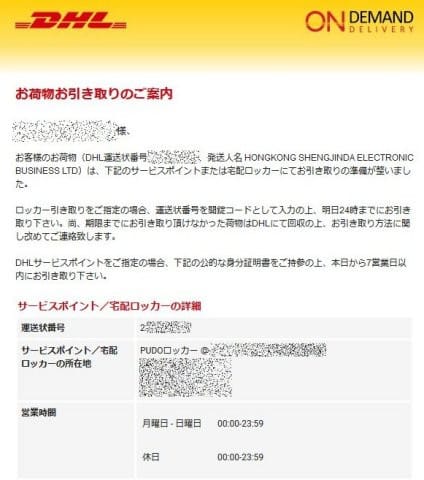 DHL
ON DEMAND
DELIVERY
お荷物お引き取りのご案内
様、
お客様のお荷物（DHL運送状番号 、発送人名 HONGKONG SHENGJINDA ELECTRONIC
BUSINESS LTD）は、下記のサービスポイントまたは宅配ロッカーにてお引き取りの準備が整いまし
た。
ロッカー引き取りをご指定の場合、運送状番号を開錠コードとして入力の上、明日24時までにお引き
取り下さい。尚、期限までにお引き取り頂けなかった荷物はDHLにて回収の上、お引き取り方法に関
し改めてご連絡致します。
DHLサービスポイントをご指定の場合、下記の公的な身分証明書をご持参の上、本日から7営業日以
内にお引き取り下さい。
サービスポイント／宅配ロッカーの詳細
運送状番号 2
サービスポイント／宅配 PUDOロッカー @
ロッカーの所在地
営業時間
月曜日 - 日曜日 00:00-23:59
休日 00:00-23:59